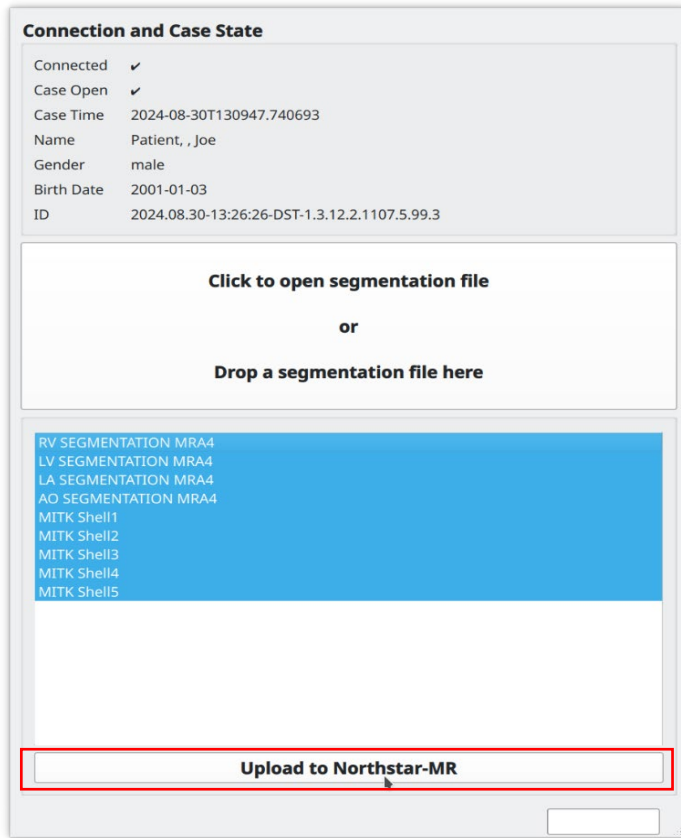 Connection and Case State
Connected ✔
Case Open ✔
Case Time 2024-08-30T130947.740693
Name Patient, , Joe
Gender male
Birth Date 2001-01-03
ID 2024.08.30-13:26:26-DST-1.3.12.2.1107.5.99.3
Click to open segmentation file
or
Drop a segmentation file here
RV SEGMENTATION MRA4
LV SEGMENTATION MRA4
LA SEGMENTATION MRA4
AO SEGMENTATION MRA4
MITK Shell1
MITK Shell2
MITK Shell3
MITK Shell4
MITK Shell5
Upload to Northstar-MR